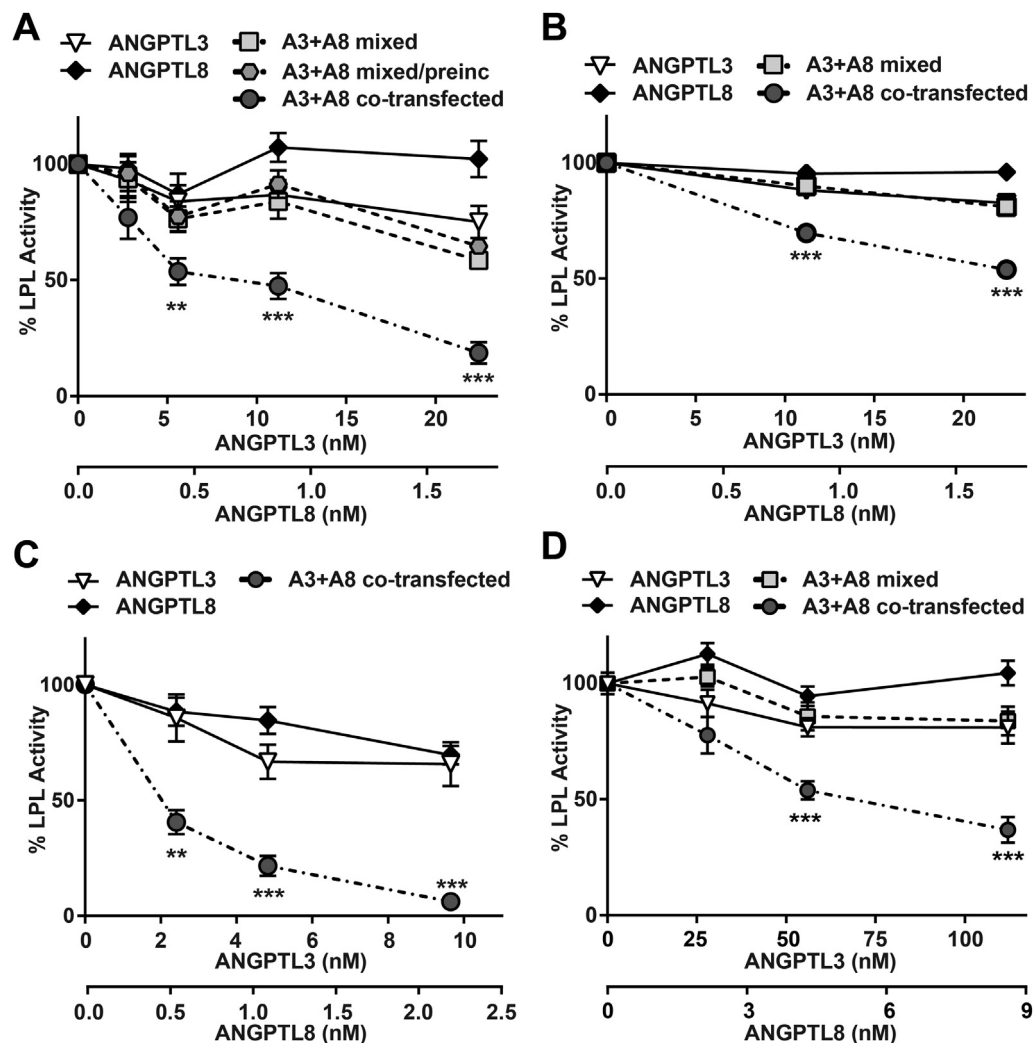 A
ANGPTL3
ANGPTL8
A3+A8 mixed
A3+A8 mixed/preinc
A3+A8 co-transfected
% LPL Activity
100
50
0
**
***
***
0 5 10 15 20
ANGPTL3 (nM)
0.0 0.5 1.0 1.5
ANGPTL8 (nM)
B
ANGPTL3
ANGPTL8
A3+A8 mixed
A3+A8 co-transfected
% LPL Activity
100
50
0
***
***
0 5 10 15 20
ANGPTL3 (nM)
0.0 0.5 1.0 1.5
ANGPTL8 (nM)
C
ANGPTL3
ANGPTL8
A3+A8 co-transfected
% LPL Activity
100
50
0
**
***
***
0 2 4 6 8 10
ANGPTL3 (nM)
0.0 0.5 1.0 1.5 2.0 2.5
ANGPTL8 (nM)
D
ANGPTL3
ANGPTL8
A3+A8 mixed
A3+A8 co-transfected
% LPL Activity
100
50
0
***
***
0 25 50 75 100
ANGPTL3 (nM)
0 3 6 9
ANGPTL8 (nM)